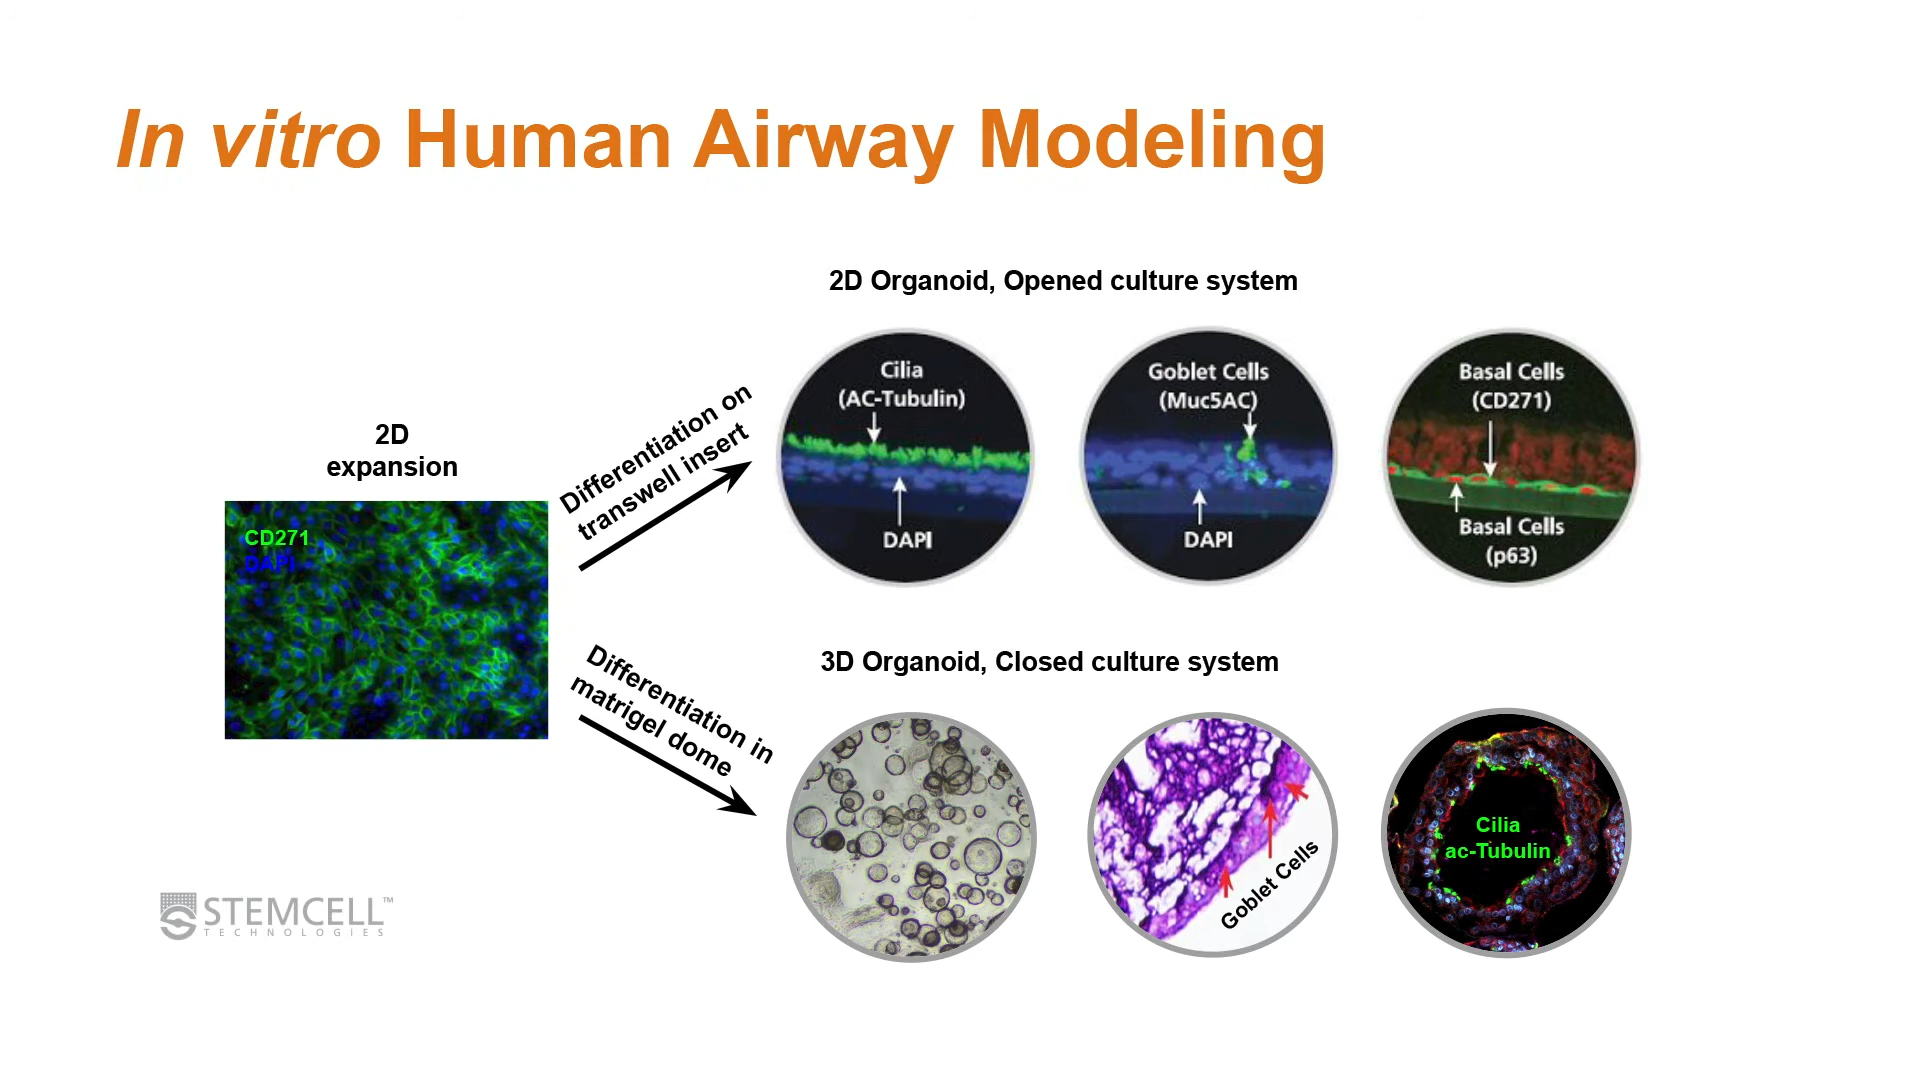 In vitro Human Airway Modeling
2D
expansion
CD271
DAPI
Differentiation on
transwell insert
Differentiation in
matrigel dome
2D Organoid, Opened culture system
Cilia
(AC-Tubulin)
DAPI
Goblet Cells
(Muc5AC)
DAPI
Basal Cells
(CD271)
Basal Cells
(p63)
3D Organoid, Closed culture system
Goblet Cells
Cilia
ac-Tubulin
STEMCELL™
TECHNOLOGIES